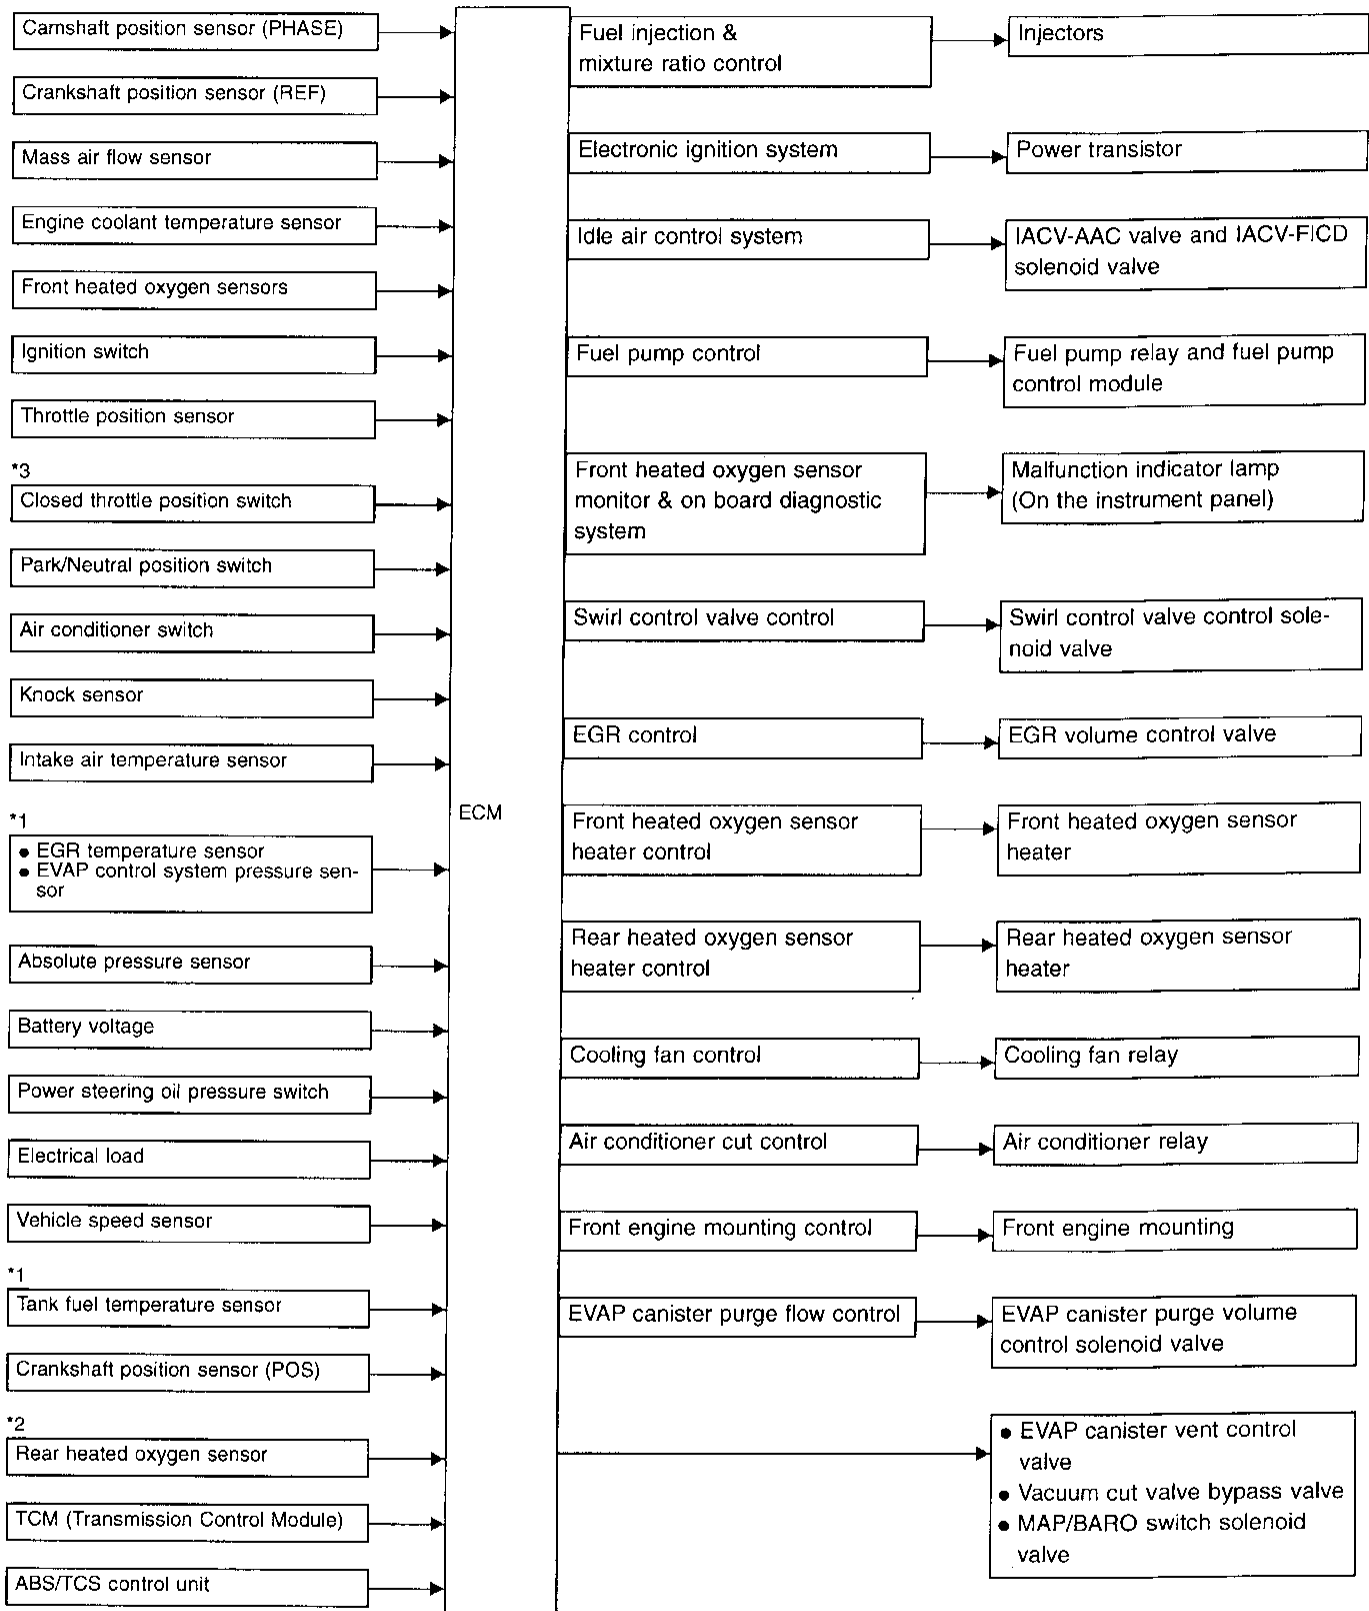 Camshaft position sensor (PHASE)
Crankshaft position sensor (REF)
Mass air flow sensor
Engine coolant temperature sensor
Front heated oxygen sensors
Ignition switch
Throttle position sensor
*3
Closed throttle position switch
Park/Neutral position switch
Air conditioner switch
Knock sensor
Intake air temperature sensor
*1
● EGR temperature sensor
● EVAP control system pressure sen-
sor
Absolute pressure sensor
Battery voltage
Power steering oil pressure switch
Electrical load
Vehicle speed sensor
*1
Tank fuel temperature sensor
Crankshaft position sensor (POS)
*2
Rear heated oxygen sensor
TCM (Transmission Control Module)
ABS/TCS control unit
ECM
Fuel injection &
mixture ratio control
Injectors
Electronic ignition system
Power transistor
Idle air control system
IACV-AAC valve and IACV-FICD
solenoid valve
Fuel pump control
Fuel pump relay and fuel pump
control module
Front heated oxygen sensor
monitor & on board diagnostic
system
Malfunction indicator lamp
(On the instrument panel)
Swirl control valve control
Swirl control valve control sole-
noid valve
EGR control
EGR volume control valve
Front heated oxygen sensor
heater control
Front heated oxygen sensor
heater
Rear heated oxygen sensor
heater control
Rear heated oxygen sensor
heater
Cooling fan control
Cooling fan relay
Air conditioner cut control
Air conditioner relay
Front engine mounting control
Front engine mounting
EVAP canister purge flow control
EVAP canister purge volume
control solenoid valve
● EVAP canister vent control
valve
● Vacuum cut valve bypass valve
● MAP/BARO switch solenoid
valve